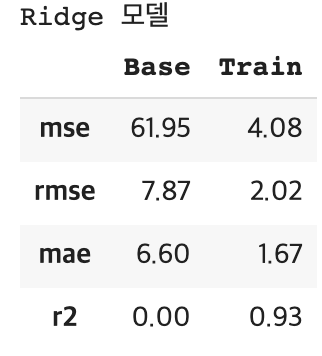 Ridge 모델
Base Train
mse 61.95 4.08
rmse 7.87 2.02
mae 6.60 1.67
r2 0.00 0.93